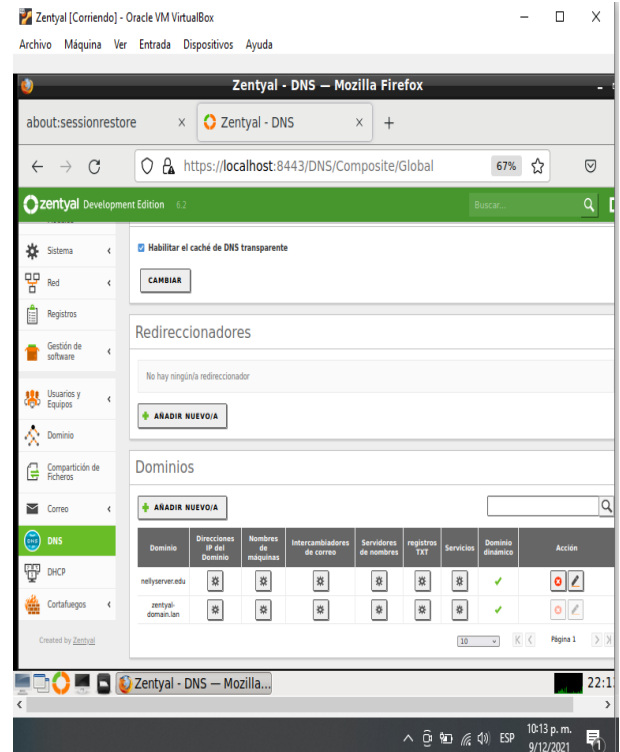 Zentyal [Corriendo] - Oracle VM VirtualBox
Archivo Máquina Ver Entrada Dispositivos Ayuda
Zentyal - DNS — Mozilla Firefox
about:sessionrestore × Zentyal - DNS × +
https://localhost:8443/DNS/Composite/Global 67%
zentyal Development Edition 6.2 Buscar...
Sistema
Red
Registros
Gestión de
software
Usuarios y
Equipos
Dominio
Compartición de
Ficheros
Correo
DNS
DHCP
Cortafuegos
Created by Zentyal
Habilitar el caché de DNS transparente
CAMBIAR
Redireccionadores
No hay ningún/a redireccionador
AÑADIR NUEVO/A
Dominios
AÑADIR NUEVO/A
Dominio Direcciones IP del Dominio Nombres de máquinas Intercambiadores de correo Servidores de nombres registros TXT Servicios Dominio dinámico Acción
nellyserver.edu
zentyal-
domain.lan
10 Página 1
Zentyal - DNS — Mozilla...
ESP
10:13 p. m.
9/12/2021